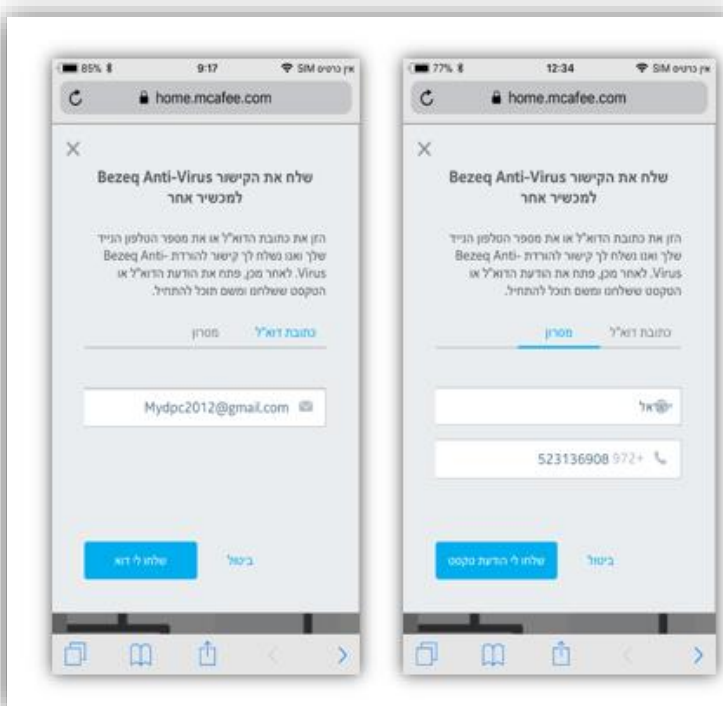 אין כרטיס SIM 9:17 85%
home.mcafee.com
שלח את הקישור Bezeq Anti-Virus
למכשיר אחר
הזן את כתובת הדוא"ל או את מספר הטלפון הנייד
שלך ואנו נשלח לך קישור להורדת Bezeq Anti-
Virus. לאחר מכן, פתח את הודעת הדוא"ל או
הטקסט ששלחנו ומשם תוכל להתחיל.
כתובת דוא"ל מסרון
Mydpc2012@gmail.com
ביטול שלחו לי דוא
אין כרטיס SIM 12:34 77%
home.mcafee.com
שלח את הקישור Bezeq Anti-Virus
למכשיר אחר
הזן את כתובת הדוא"ל או את מספר הטלפון הנייד
שלך ואנו נשלח לך קישור להורדת Bezeq Anti-
Virus. לאחר מכן, פתח את הודעת הדוא"ל או
הטקסט ששלחנו ומשם תוכל להתחיל.
כתובת דוא"ל מסרון
ישראל
972+ 523136908
ביטול שלחו לי הודעת טקסט